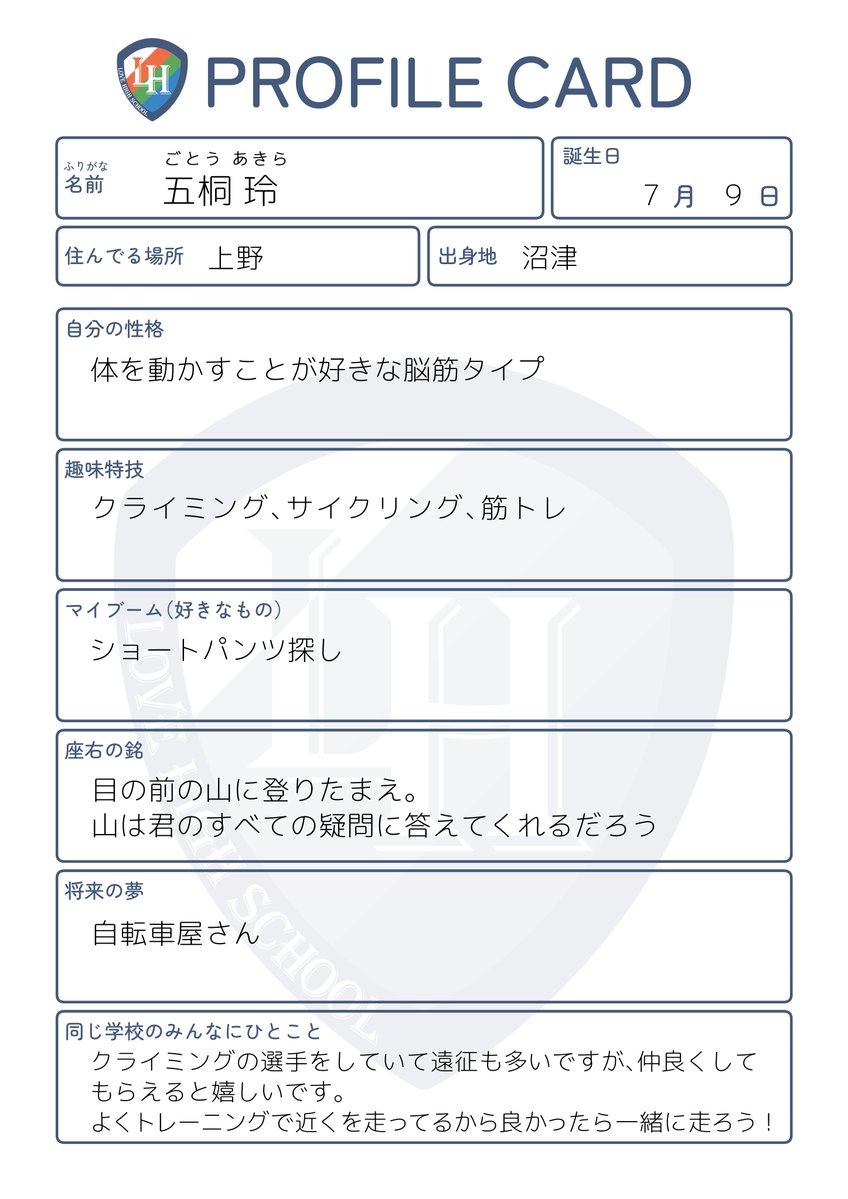 LH
LOVE HIGH SCHOOL
PROFILE CARD
ふりがな
ごとう あきら
名前
五桐 玲
誕生日
7 月 9 日
住んでる場所 上野
出身地 沼津
自分の性格
体を動かすことが好きな脳筋タイプ
趣味特技
クライミング、サイクリング、筋トレ
マイブーム(好きなもの)
ショートパンツ探し
座右の銘
目の前の山に登りたまえ。
山は君のすべての疑問に答えてくれるだろう
将来の夢
自転車屋さん
同じ学校のみんなにひとこと
クライミングの選手をしていて遠征も多いですが、仲良くして
もらえると嬉しいです。
よくトレーニングで近くを走ってるから良かったら一緒に走ろう!
LH
LOVE HIGH SCHOOL